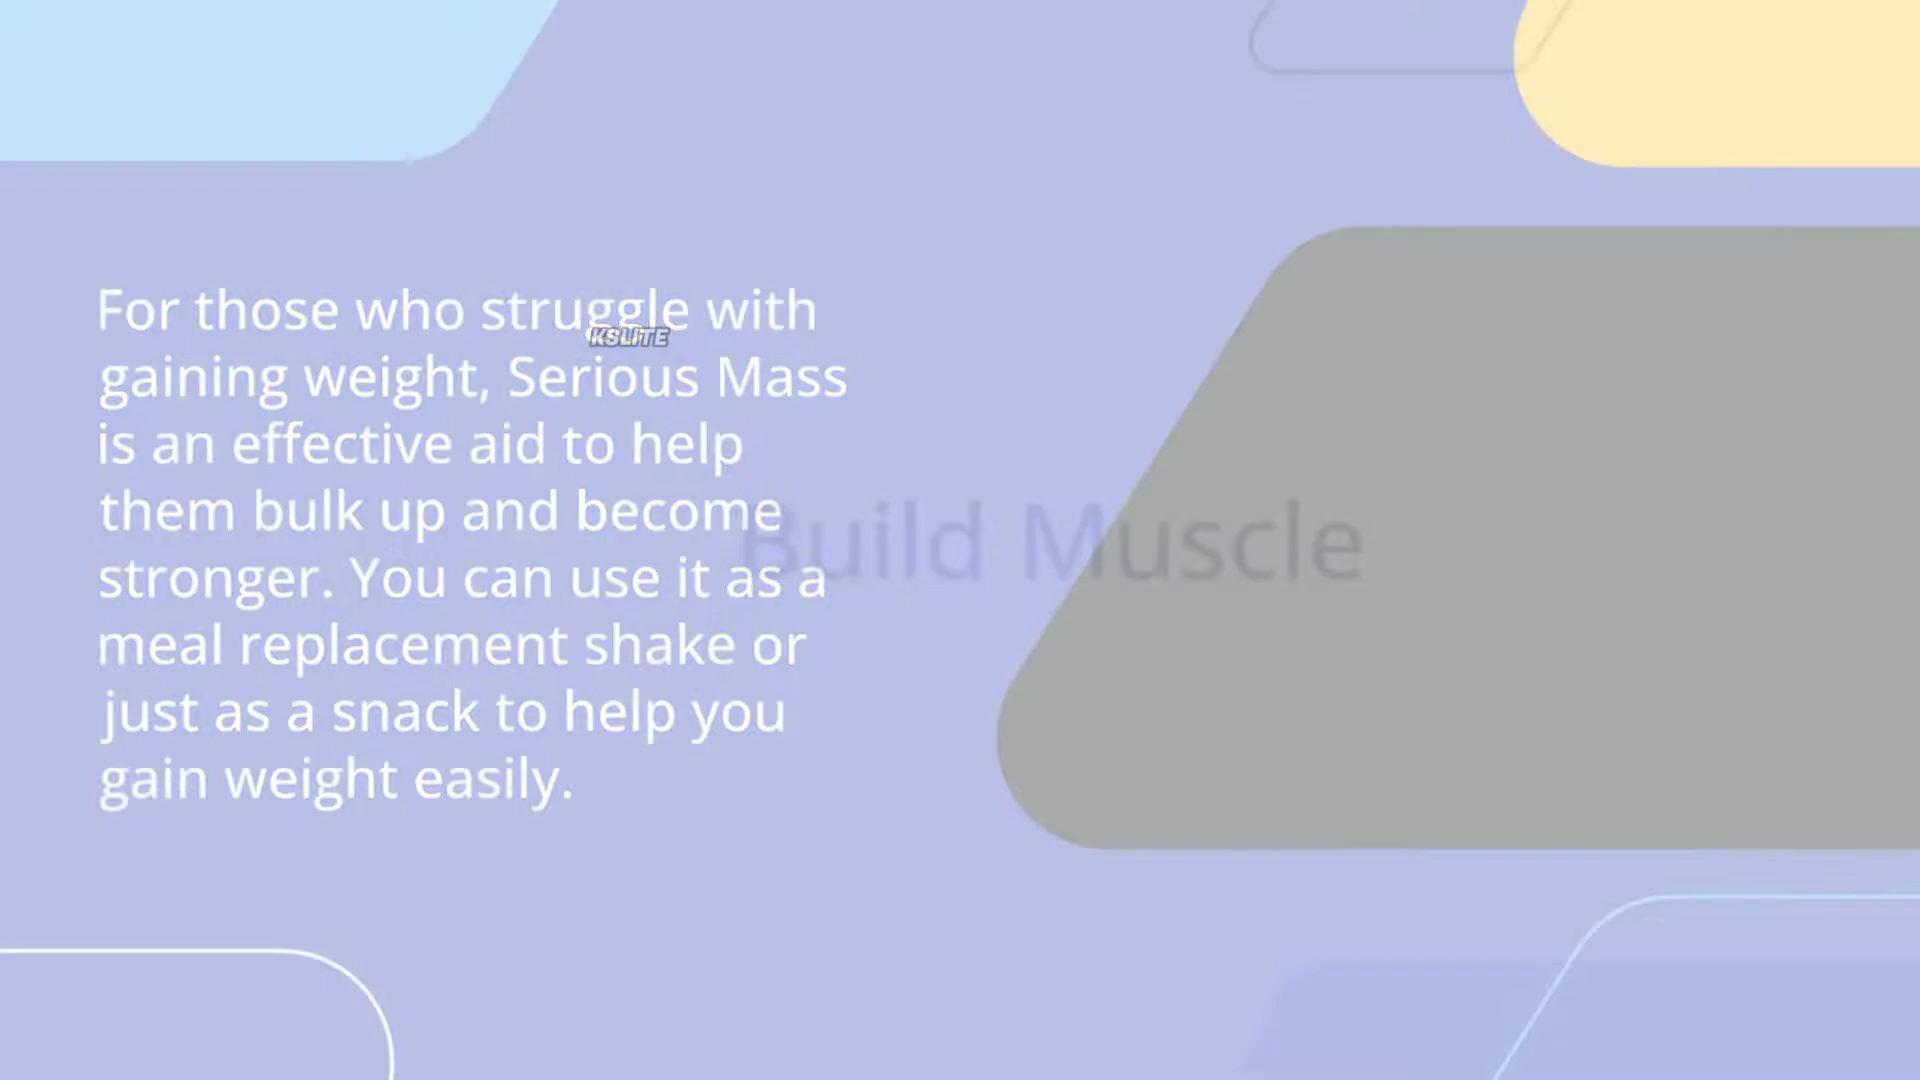 For those who struggle with
KSLITE
gaining weight, Serious Mass
is an effective aid to help
them bulk up and become
Build Muscle
stronger. You can use it as a
meal replacement shake or
just as a snack to help you
gain weight easily.